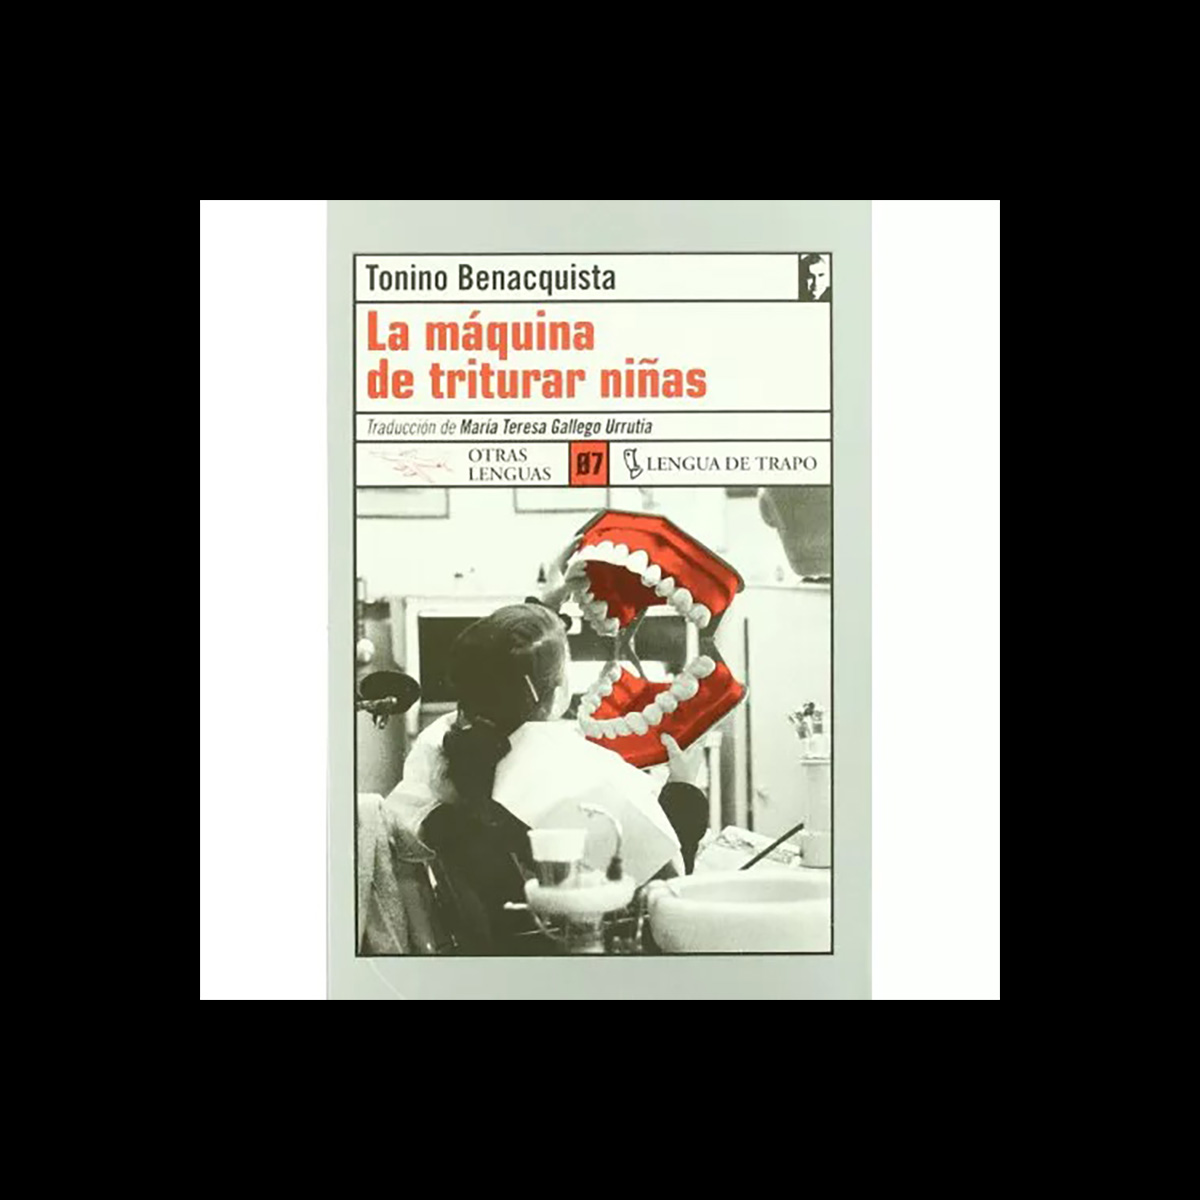 Tonino Benacquista
La máquina
de triturar niñas
Traducción de María Teresa Gallego Urrutia
OTRAS
LENGUAS
07
LENGUA DE TRAPO